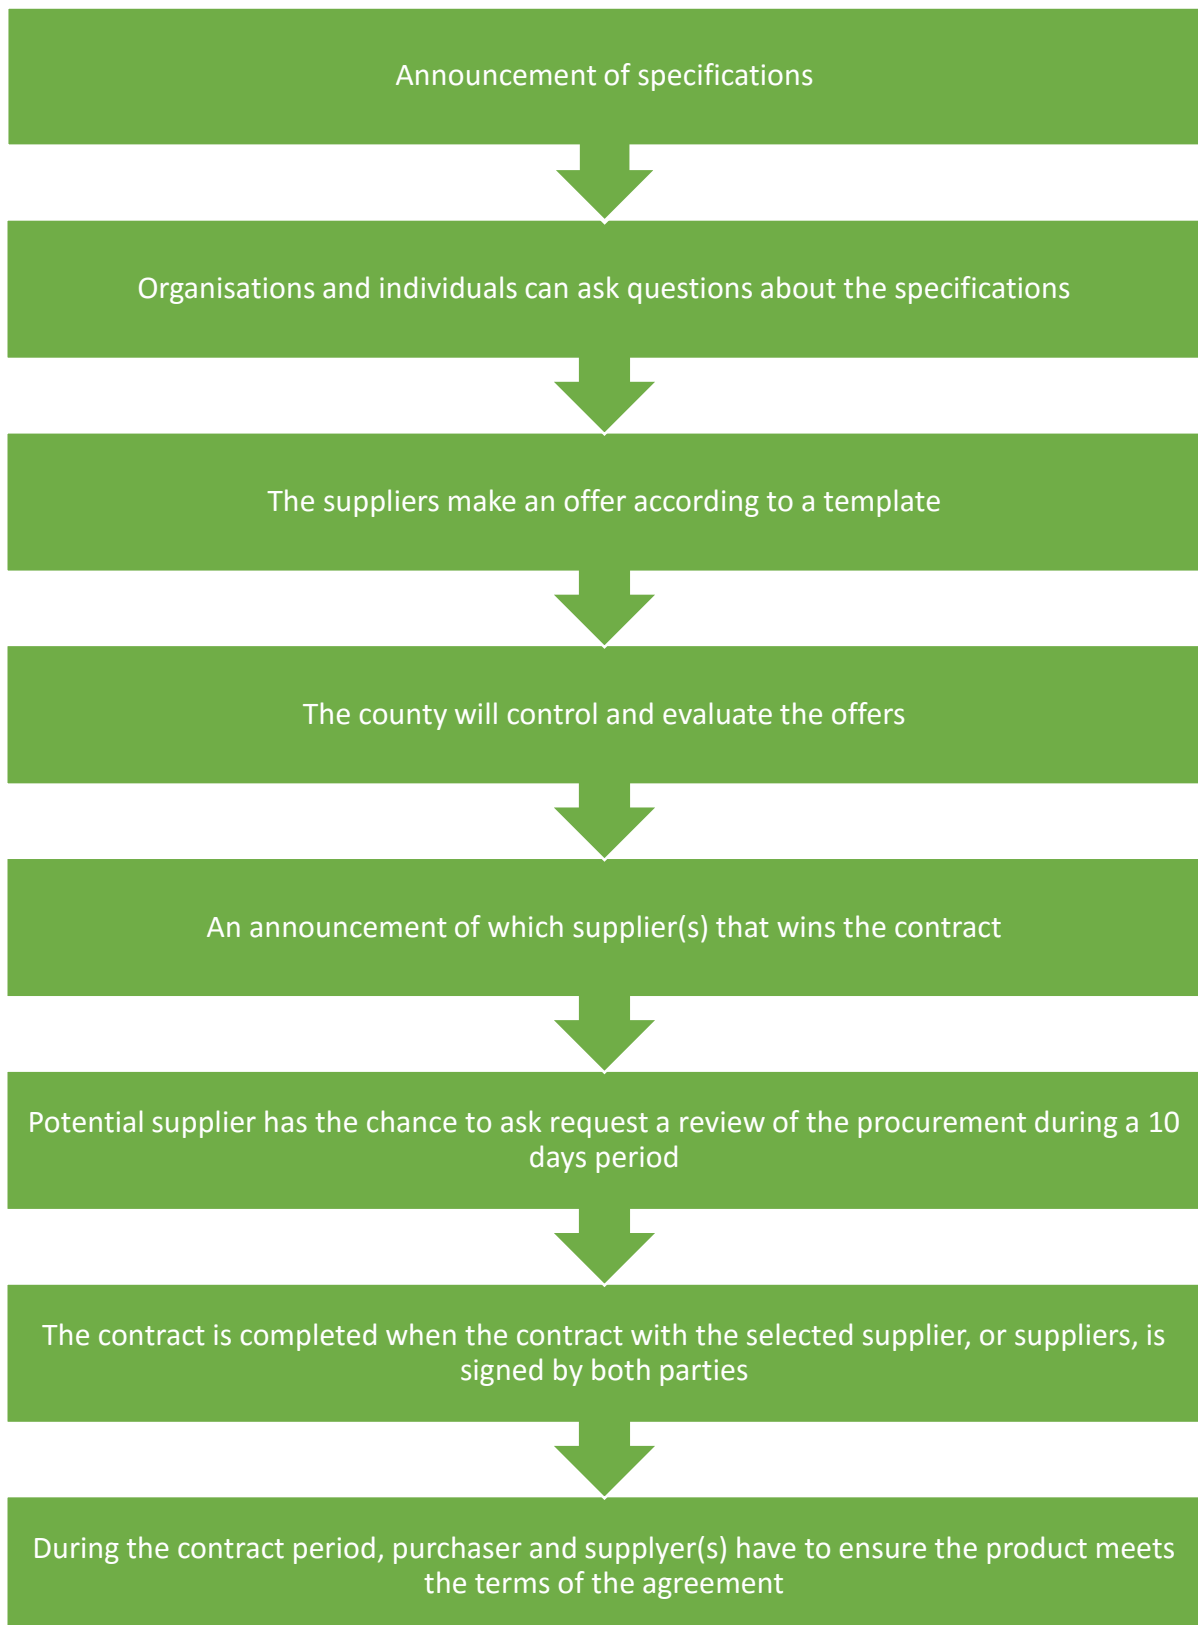 Announcement of specifications
Organisations and individuals can ask questions about the specifications
The suppliers make an offer according to a template
The county will control and evaluate the offers
An announcement of which supplier(s) that wins the contract
Potential supplier has the chance to ask request a review of the procurement during a 10
days period
The contract is completed when the contract with the selected supplier, or suppliers, is
signed by both parties
During the contract period, purchaser and supplyer(s) have to ensure the product meets
the terms of the agreement